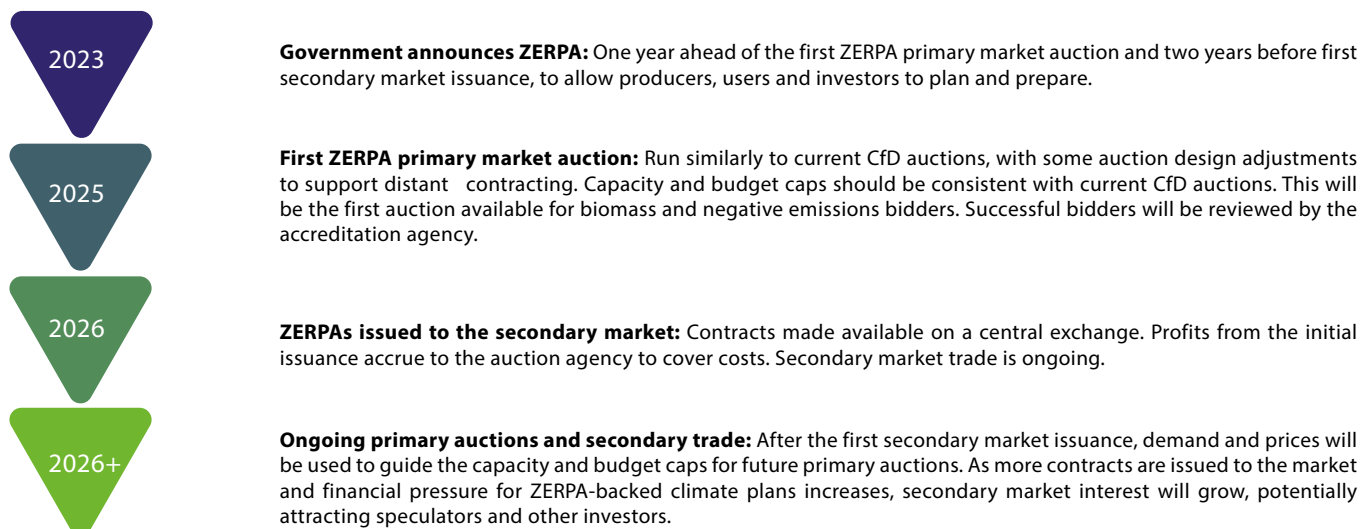 2023
Government announces ZERPA: One year ahead of the first ZERPA primary market auction and two years before first
secondary market issuance, to allow producers, users and investors to plan and prepare.
2025
First ZERPA primary market auction: Run similarly to current CfD auctions, with some auction design adjustments
to support distant contracting. Capacity and budget caps should be consistent with current CfD auctions. This will
be the first auction available for biomass and negative emissions bidders. Successful bidders will be reviewed by the
accreditation agency.
2026
ZERPAs issued to the secondary market: Contracts made available on a central exchange. Profits from the initial
issuance accrue to the auction agency to cover costs. Secondary market trade is ongoing.
2026+
Ongoing primary auctions and secondary trade: After the first secondary market issuance, demand and prices will
be used to guide the capacity and budget caps for future primary auctions. As more contracts are issued to the market
and financial pressure for ZERPA-backed climate plans increases, secondary market interest will grow, potentially
attracting speculators and other investors.